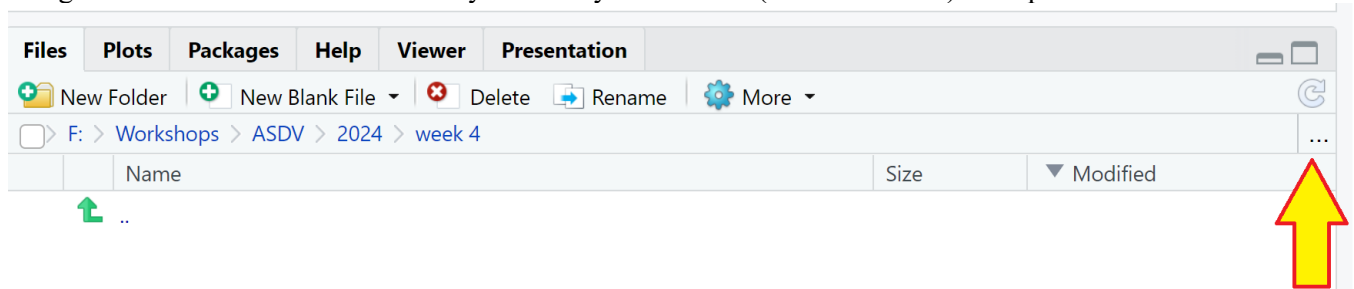 Files Plots Packages Help Viewer Presentation
New Folder New Blank File Delete Rename More
F: > Workshops > ASDV > 2024 > week 4 ...
Name Size Modified
..